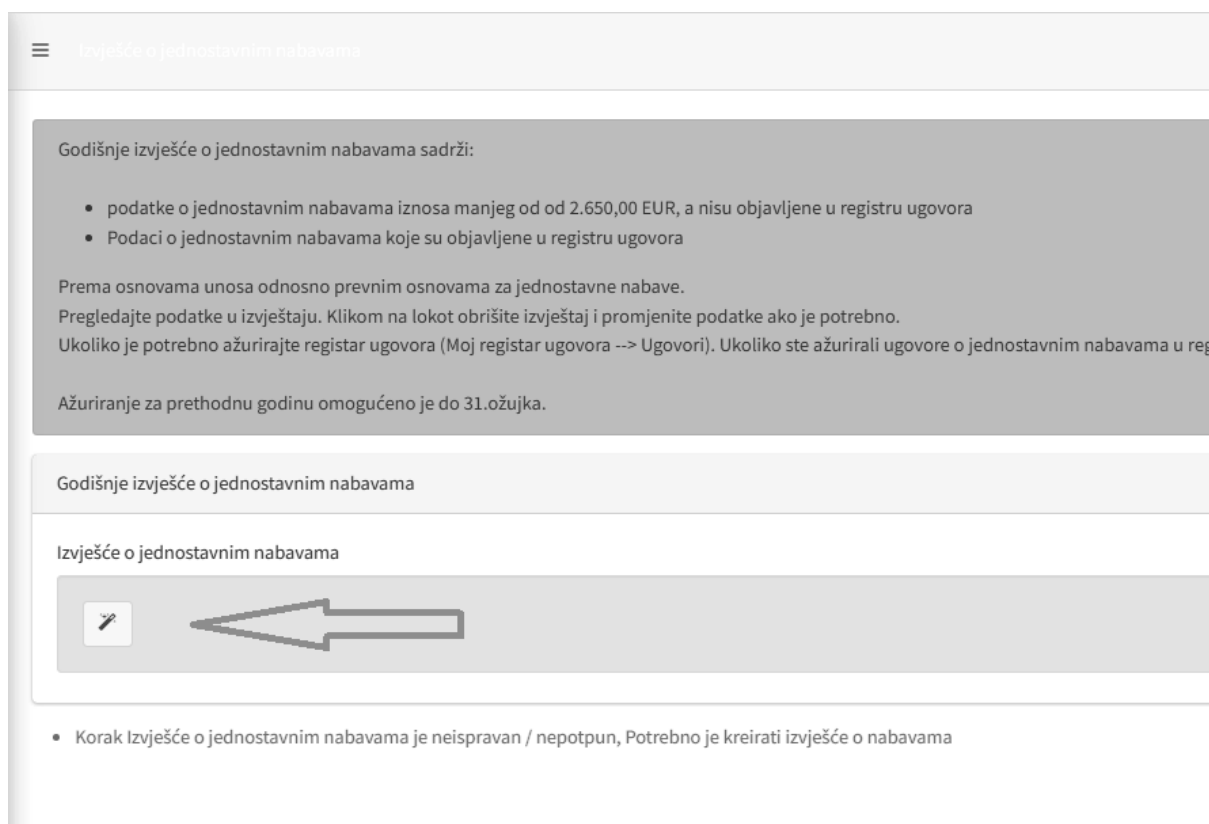 Izvješće o jednostavnim nabavama
Godišnje izvješće o jednostavnim nabavama sadrži:
podatke o jednostavnim nabavama iznosa manjeg od od 2.650,00 EUR, a nisu objavljene u registru ugovora
Podaci o jednostavnim nabavama koje su objavljene u registru ugovora
Prema osnovama unosa odnosno prevnim osnovama za jednostavne nabave.
Pregledajte podatke u izvještaju. Klikom na lokot obrišite izvještaj i promjenite podatke ako je potrebno.
Ukoliko je potrebno ažurirajte registar ugovora (Moj registar ugovora --> Ugovori). Ukoliko ste ažurirali ugovore o jednostavnim nabavama u reg
Ažuriranje za prethodnu godinu omogućeno je do 31.ožujka.
Godišnje izvješće o jednostavnim nabavama
Izvješće o jednostavnim nabavama
Korak Izvješće o jednostavnim nabavama je neispravan / nepotpun, Potrebno je kreirati izvješće o nabavama